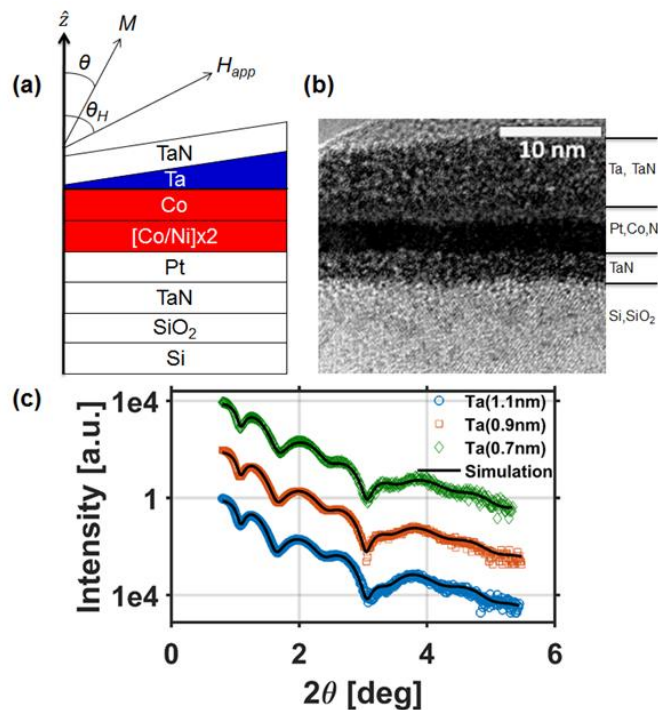 ẑ
M
H_app
θ
θ_H
(a)
TaN
Ta
Co
[Co/Ni]x2
Pt
TaN
SiO₂
Si
(b)
10 nm
Ta, TaN
Pt,Co,N
TaN
Si,SiO₂
(c)
Intensity [a.u.]
1e4
1
1e4
Ta(1.1nm)
Ta(0.9nm)
Ta(0.7nm)
Simulation
0
2
4
6
2θ [deg]